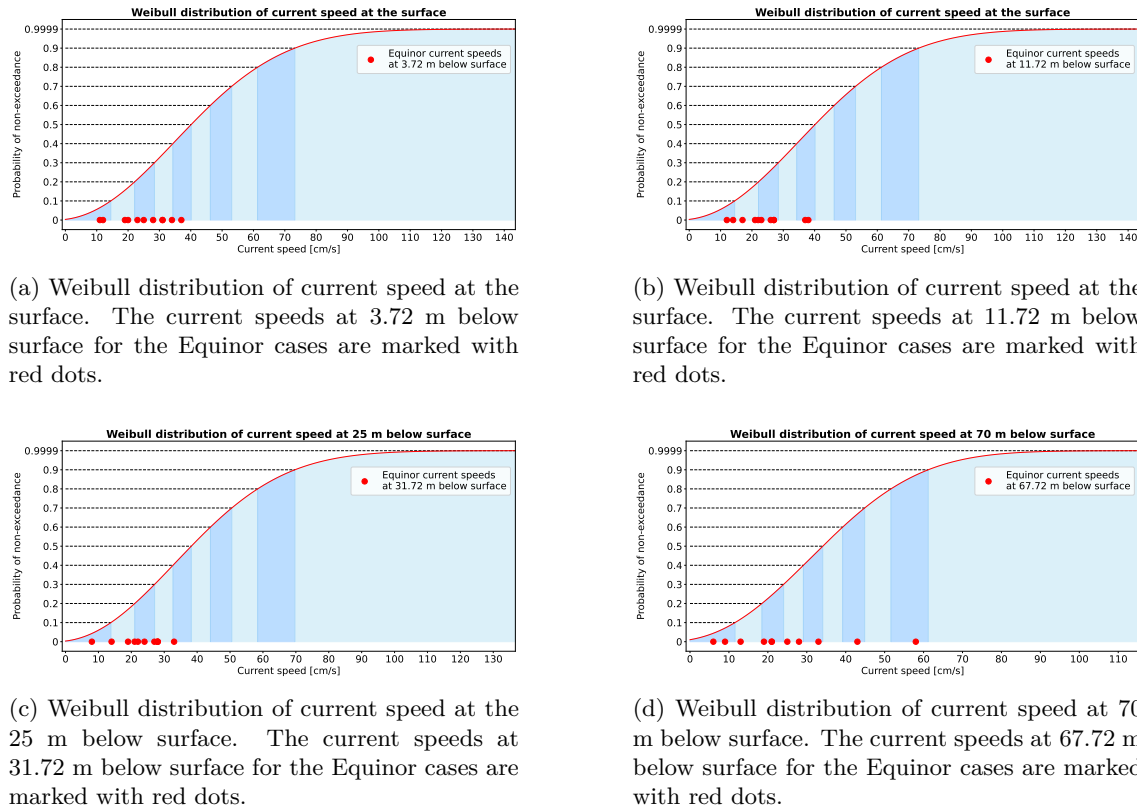 Weibull distribution of current speed at the surface
0.9999
0.9
0.8
0.7
0.6
0.5
0.4
0.3
0.2
0.1
0
Probability of non-exceedance
Equinor current speeds
at 3.72 m below surface
0 10 20 30 40 50 60 70 80 90 100 110 120 130 140
Current speed [cm/s]
(a) Weibull distribution of current speed at the
surface. The current speeds at 3.72 m below
surface for the Equinor cases are marked with
red dots.
Weibull distribution of current speed at the surface
0.9999
0.9
0.8
0.7
0.6
0.5
0.4
0.3
0.2
0.1
0
Probability of non-exceedance
Equinor current speeds
at 11.72 m below surface
0 10 20 30 40 50 60 70 80 90 100 110 120 130 140
Current speed [cm/s]
(b) Weibull distribution of current speed at the
surface. The current speeds at 11.72 m below
surface for the Equinor cases are marked with
red dots.
Weibull distribution of current speed at 25 m below surface
0.9999
0.9
0.8
0.7
0.6
0.5
0.4
0.3
0.2
0.1
0
Probability of non-exceedance
Equinor current speeds
at 31.72 m below surface
0 10 20 30 40 50 60 70 80 90 100 110 120 130
Current speed [cm/s]
(c) Weibull distribution of current speed at the
25 m below surface. The current speeds at
31.72 m below surface for the Equinor cases are
marked with red dots.
Weibull distribution of current speed at 70 m below surface
0.9999
0.9
0.8
0.7
0.6
0.5
0.4
0.3
0.2
0.1
0
Probability of non-exceedance
Equinor current speeds
at 67.72 m below surface
0 10 20 30 40 50 60 70 80 90 100 110
Current speed [cm/s]
(d) Weibull distribution of current speed at 70
m below surface. The current speeds at 67.72 m
below surface for the Equinor cases are marked
with red dots.